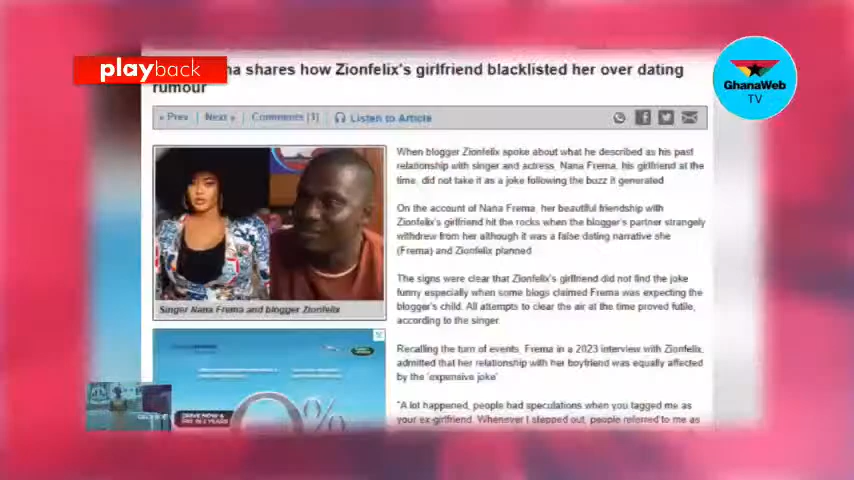 playback
GhanaWeb
TV
na shares how Zionfelix's girlfriend blacklisted her over dating
rumour
« Prev Next » Comments (1) Listen to Article
When blogger Zionfelix spoke about what he described as his past
relationship with singer and actress, Nana Frema, his girlfriend at the
time, did not take it as a joke following the buzz it generated
On the account of Nana Frema, her beautiful friendship with
Zionfelix's girlfriend hit the rocks when the blogger's partner strangely
withdrew from her although it was a false dating narrative she
(Frema) and Zionfelix planned
The signs were clear that Zionfelix's girlfriend did not find the joke
funny especially when some blogs claimed Frema was expecting the
blogger's child. All attempts to clear the air at the time proved futile,
according to the singer.
Recalling the turn of events, Frema in a 2023 interview with Zionfelix,
admitted that her relationship with her boyfriend was equally affected
by the 'expensive joke'
"A lot happened, people had speculations when you tagged me as
your ex-girlfriend. Whenever I stepped out, people referred to me as
Singer Nana Frema and blogger Zionfelix
DRIVE NOW &
0%